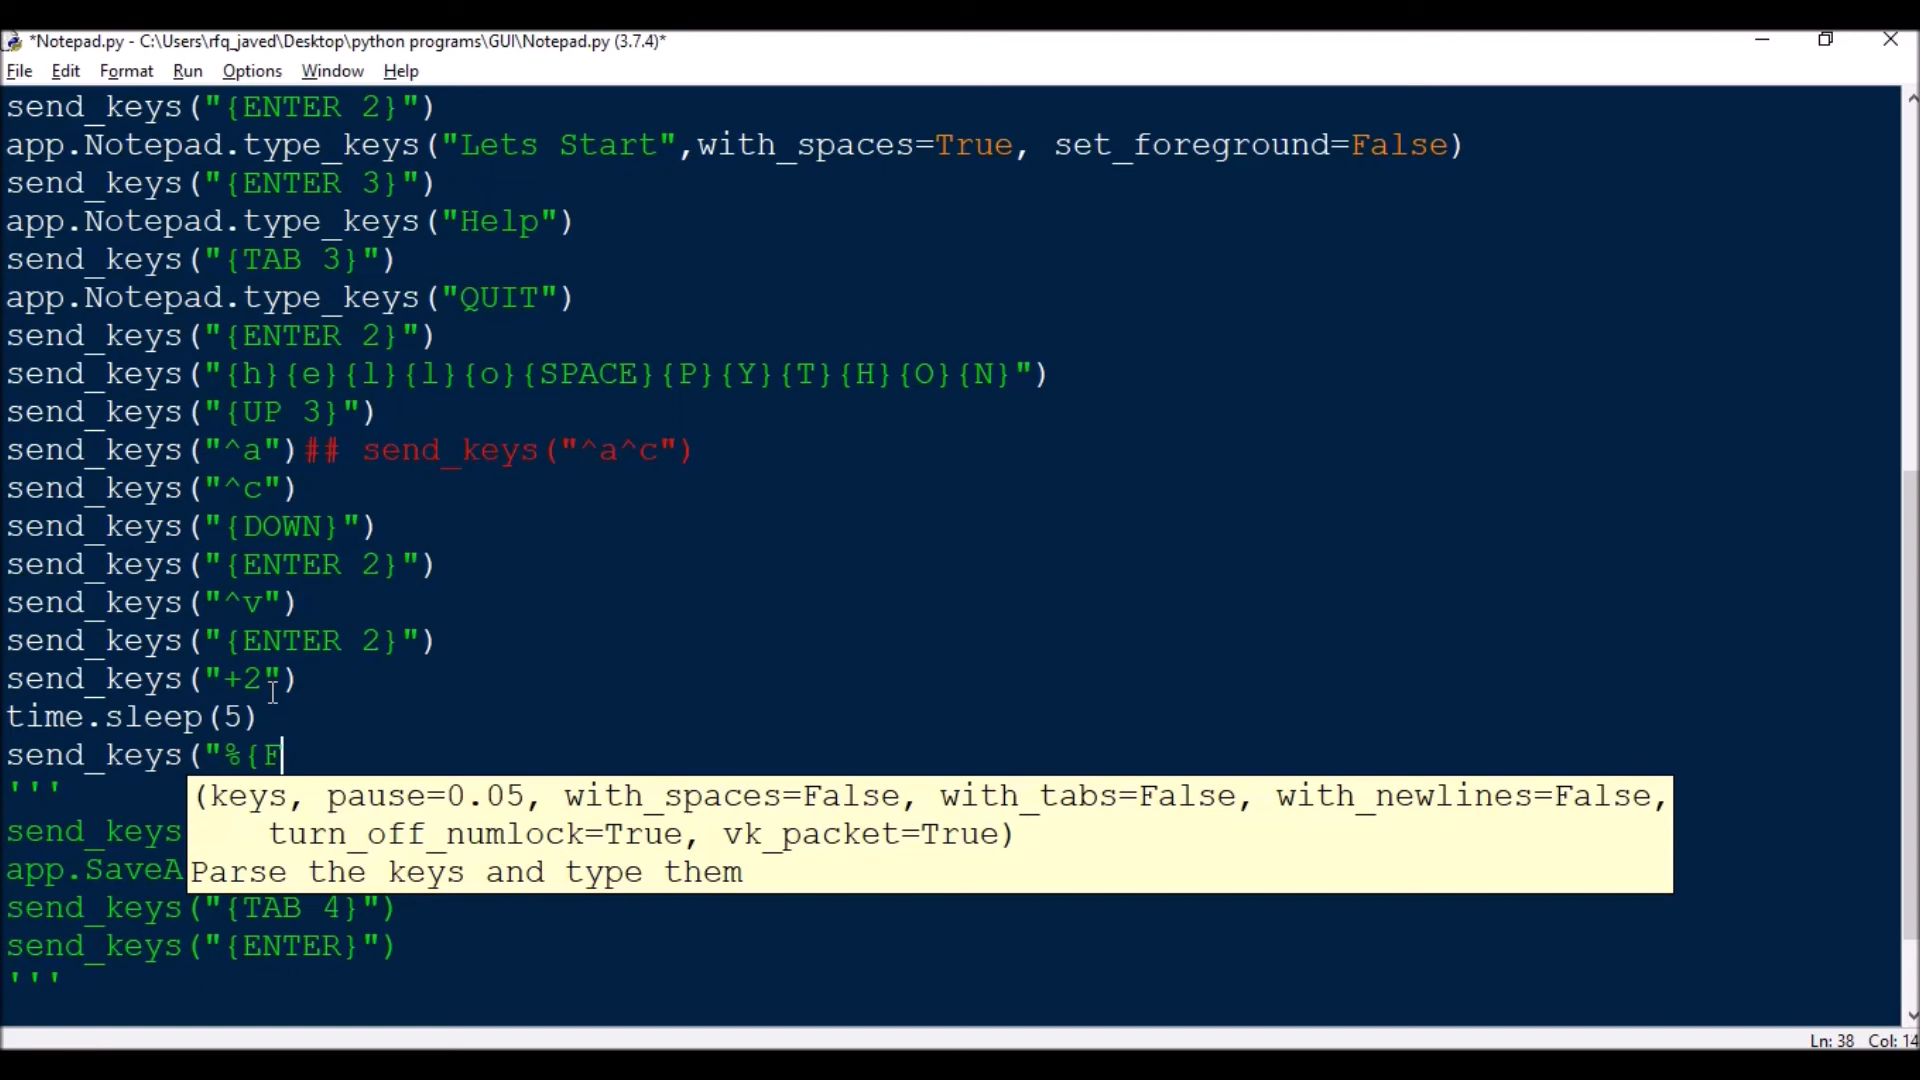 *Notepad.py - C:\Users\rfq_javed\Desktop\python programs\GUI\Notepad.py (3.7.4)*
File Edit Format Run Options Window Help
send_keys("{ENTER 2}")
app.Notepad.type_keys("Lets Start",with_spaces=True, set_foreground=False)
send_keys("{ENTER 3}")
app.Notepad.type_keys("Help")
send_keys("{TAB 3}")
app.Notepad.type_keys("QUIT")
send_keys("{ENTER 2}")
send_keys("{h}{e}{l}{l}{o}{SPACE}{P}{Y}{T}{H}{O}{N}")
send_keys("{UP 3}")
send_keys("^a")## send_keys("^a^c")
send_keys("^c")
send_keys("{DOWN}")
send_keys("{ENTER 2}")
send_keys("^v")
send_keys("{ENTER 2}")
send_keys("+2")
time.sleep(5)
send_keys("%{F
'''
(keys, pause=0.05, with_spaces=False, with_tabs=False, with_newlines=False,
turn_off_numlock=True, vk_packet=True)
Parse the keys and type them
send_keys
app.SaveA
send_keys("{TAB 4}")
send_keys("{ENTER}")
'''
Ln: 38 Col: 14